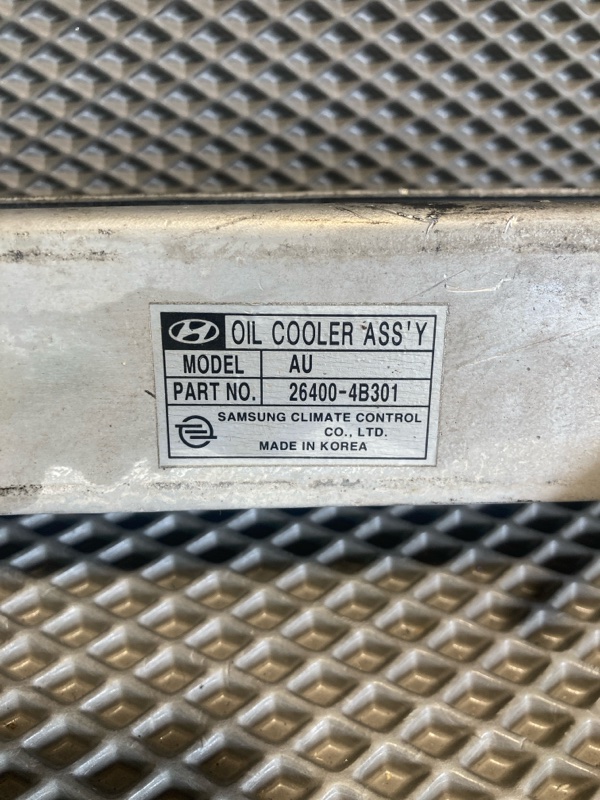 OIL COOLER ASS'Y
MODEL AU
PART NO. 26400-4B301
SAMSUNG CLIMATE CONTROL
CO., LTD.
MADE IN KOREA